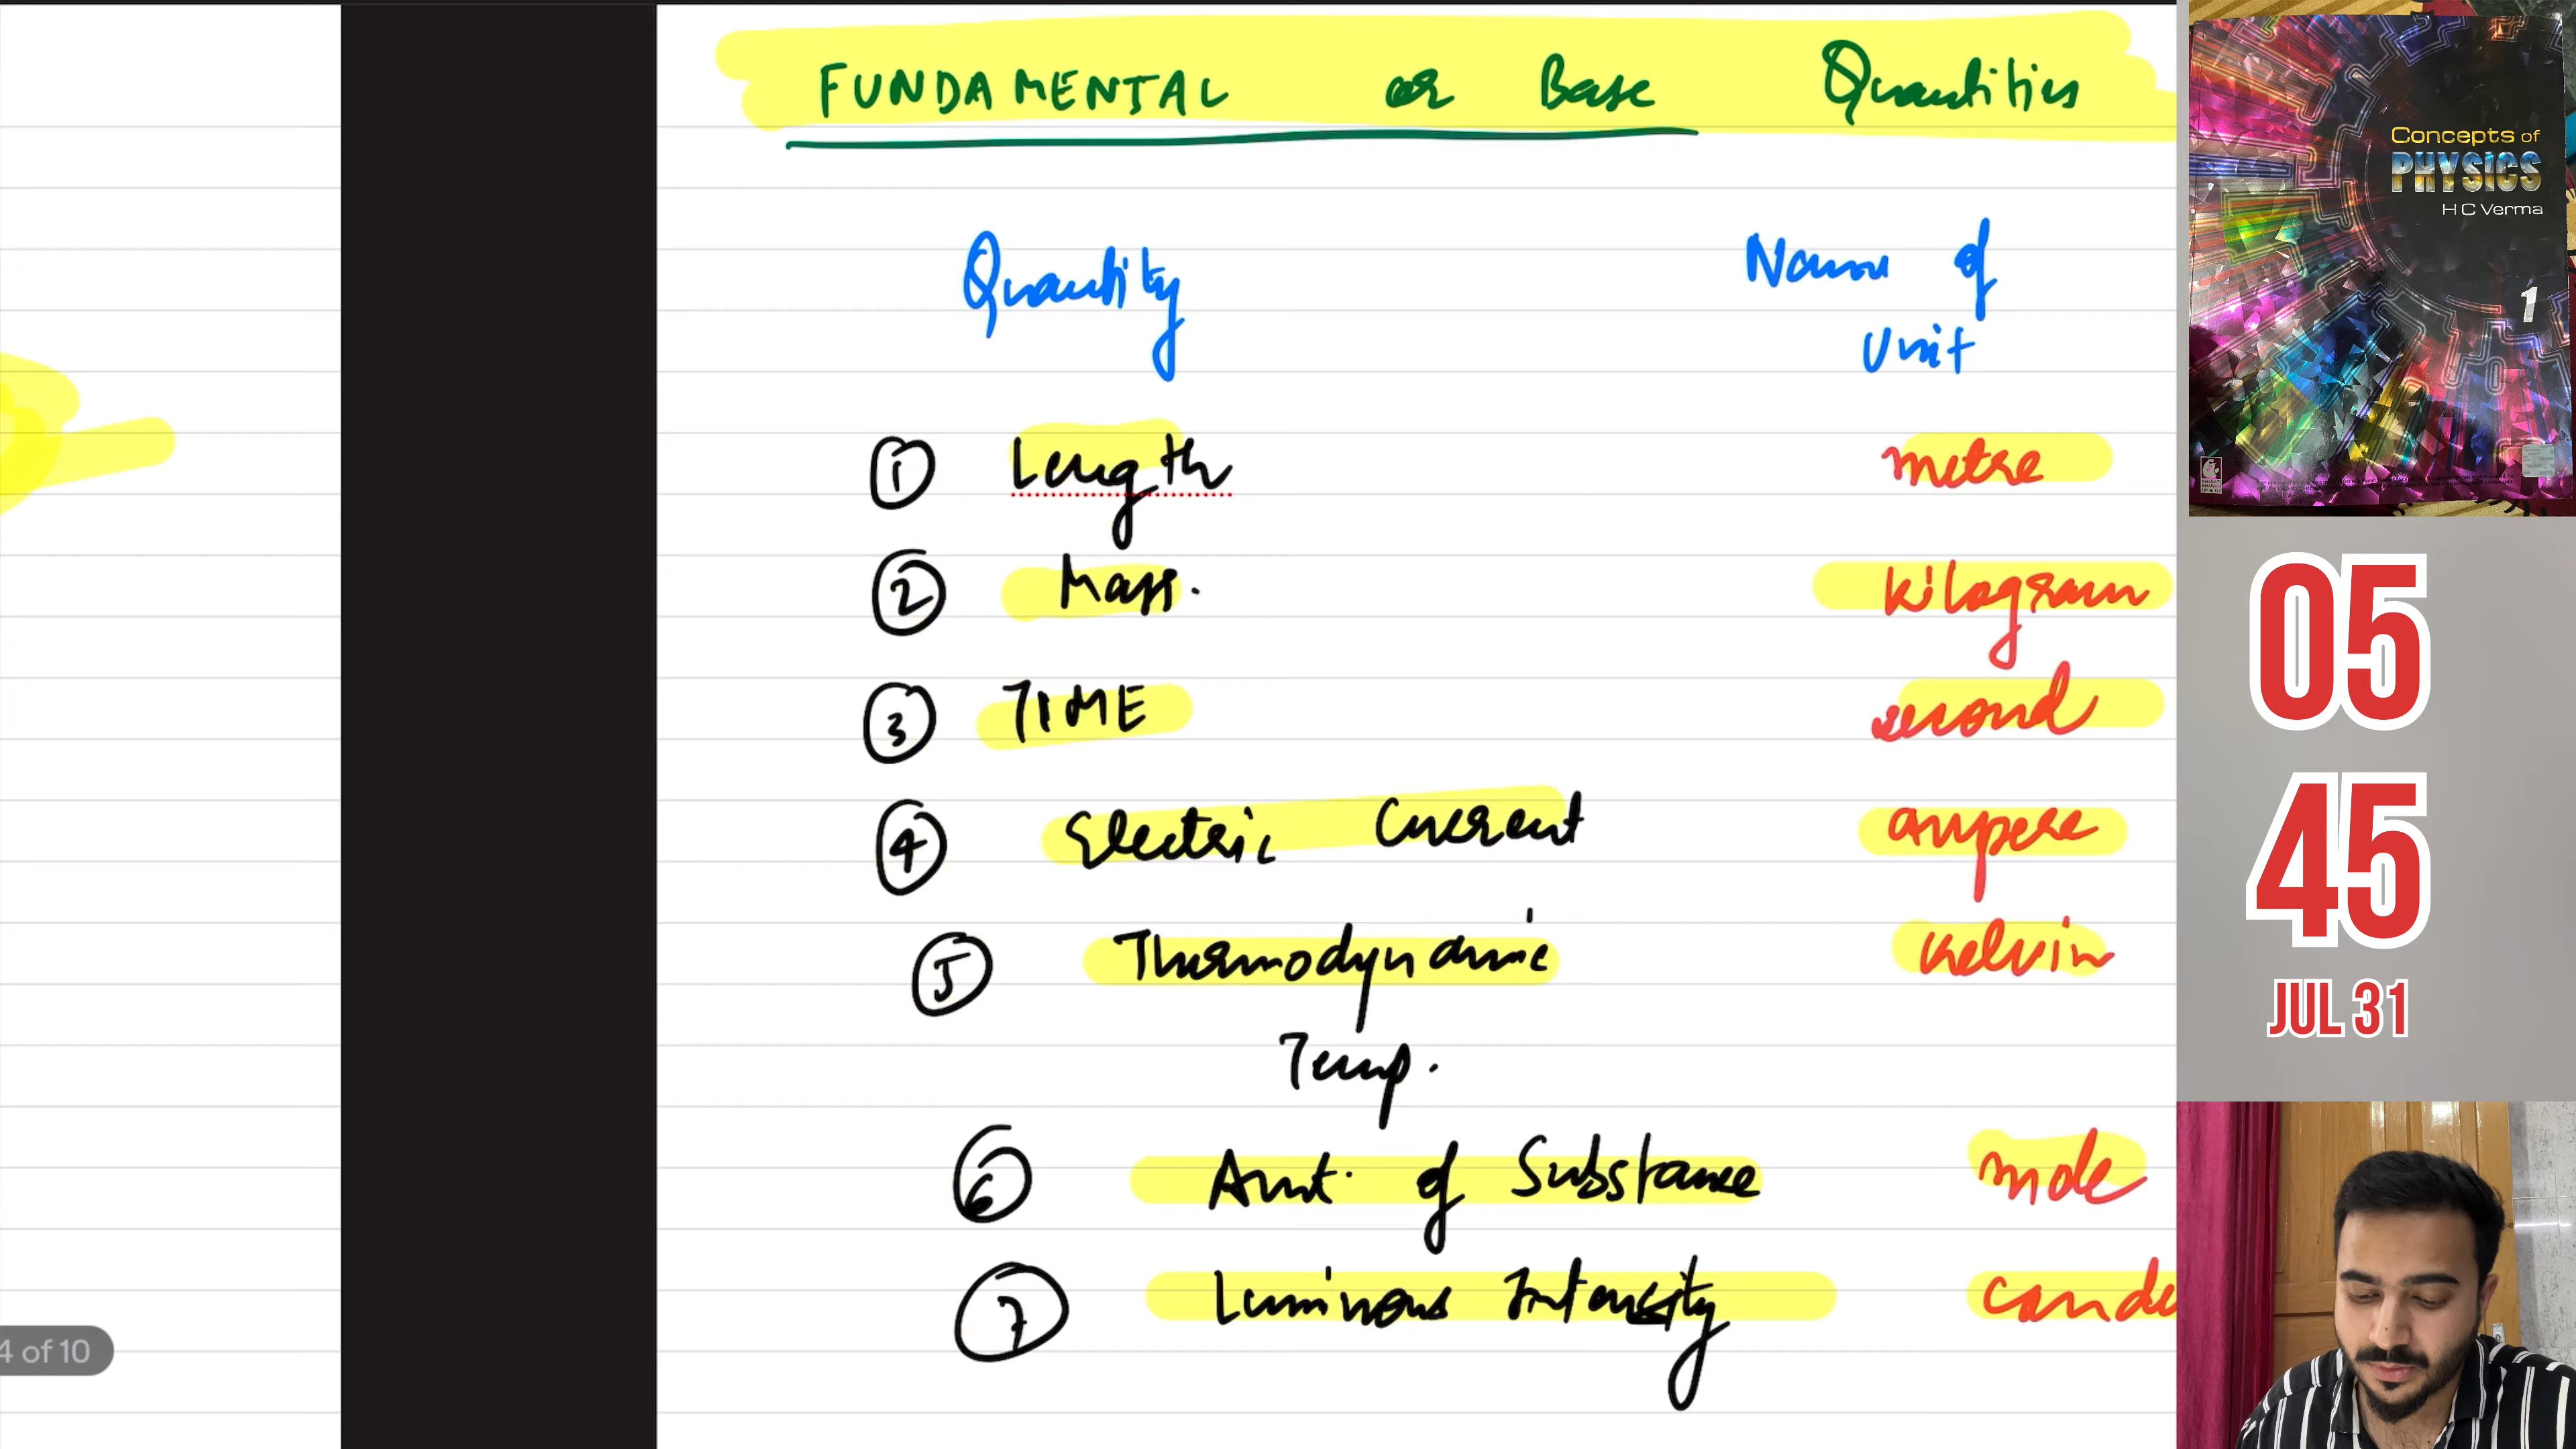 FUNDAMENTAL or Base Quantities
Quantity Name of
Unit
1 Length metre
2 Mass. kilogram
3 TIME second
4 Electric Current ampere
5 Thermodynamic kelvin
Temp.
6 Amt. of Substance mole
7 Luminous Intensity cande
4 of 10
Concepts of
PHYSICS
H C Verma
1
05
45
JUL 31